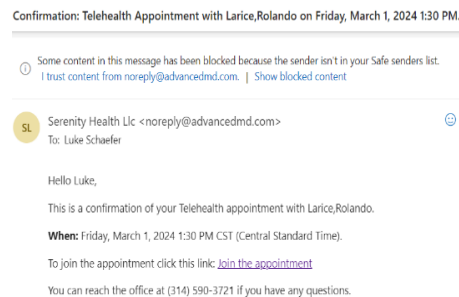 Confirmation: Telehealth Appointment with Larice,Rolando on Friday, March 1, 2024 1:30 PM.
Some content in this message has been blocked because the sender isn't in your Safe senders list.
I trust content from noreply@advancedmd.com. | Show blocked content
SL
Serenity Health Llc <noreply@advancedmd.com>
To: Luke Schaefer
Hello Luke,
This is a confirmation of your Telehealth appointment with Larice,Rolando.
When: Friday, March 1, 2024 1:30 PM CST (Central Standard Time).
To join the appointment click this link: Join the appointment
You can reach the office at (314) 590-3721 if you have any questions.